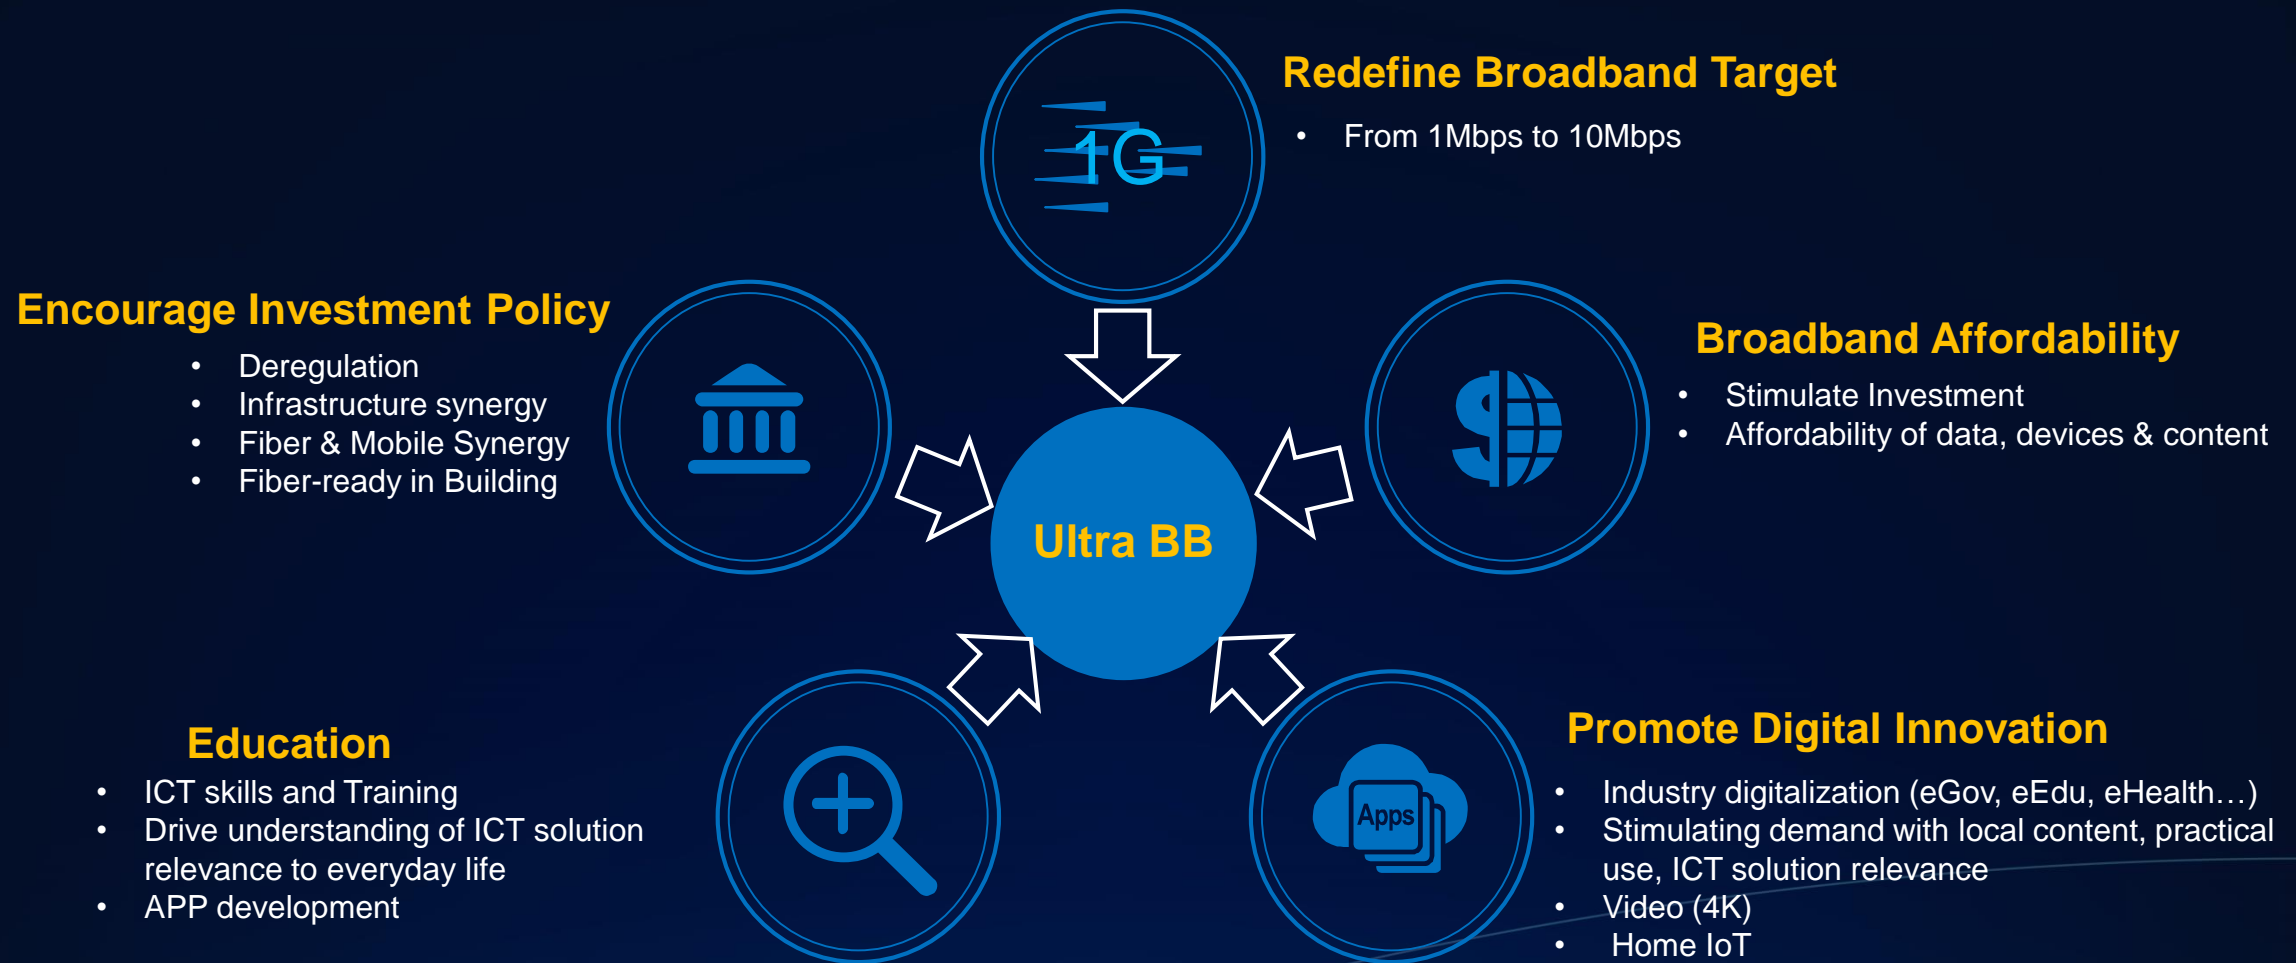 1G
Redefine Broadband Target
• From 1Mbps to 10Mbps
Encourage Investment Policy
• Deregulation
• Infrastructure synergy
• Fiber & Mobile Synergy
• Fiber-ready in Building
Broadband Affordability
• Stimulate Investment
• Affordability of data, devices & content
Ultra BB
Education
• ICT skills and Training
• Drive understanding of ICT solution
relevance to everyday life
• APP development
Apps
Promote Digital Innovation
• Industry digitalization (eGov, eEdu, eHealth…)
• Stimulating demand with local content, practical
use, ICT solution relevance
• Video (4K)
• Home IoT